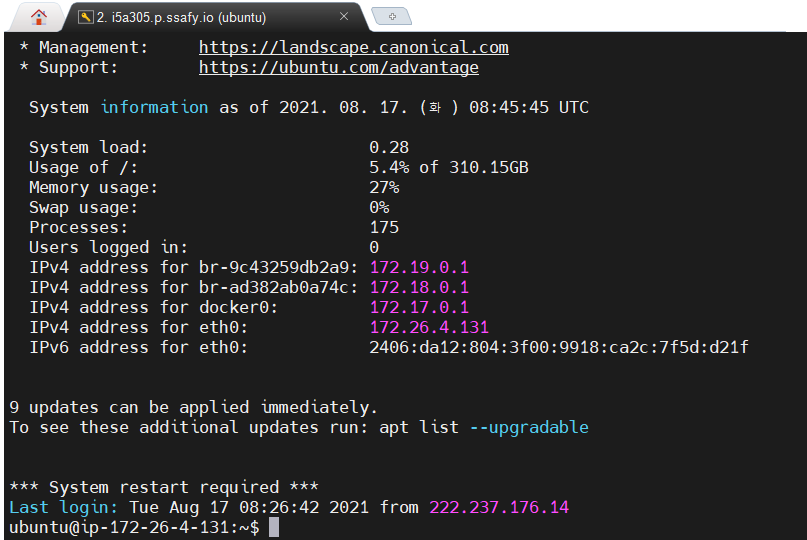 2. i5a305.p.ssafy.io (ubuntu)
* Management: https://landscape.canonical.com
* Support: https://ubuntu.com/advantage
System information as of 2021. 08. 17. (화 ) 08:45:45 UTC
System load: 0.28
Usage of /: 5.4% of 310.15GB
Memory usage: 27%
Swap usage: 0%
Processes: 175
Users logged in: 0
IPv4 address for br-9c43259db2a9: 172.19.0.1
IPv4 address for br-ad382ab0a74c: 172.18.0.1
IPv4 address for docker0: 172.17.0.1
IPv4 address for eth0: 172.26.4.131
IPv6 address for eth0: 2406:da12:804:3f00:9918:ca2c:7f5d:d21f
9 updates can be applied immediately.
To see these additional updates run: apt list --upgradable
*** System restart required ***
Last login: Tue Aug 17 08:26:42 2021 from 222.237.176.14
ubuntu@ip-172-26-4-131:~$